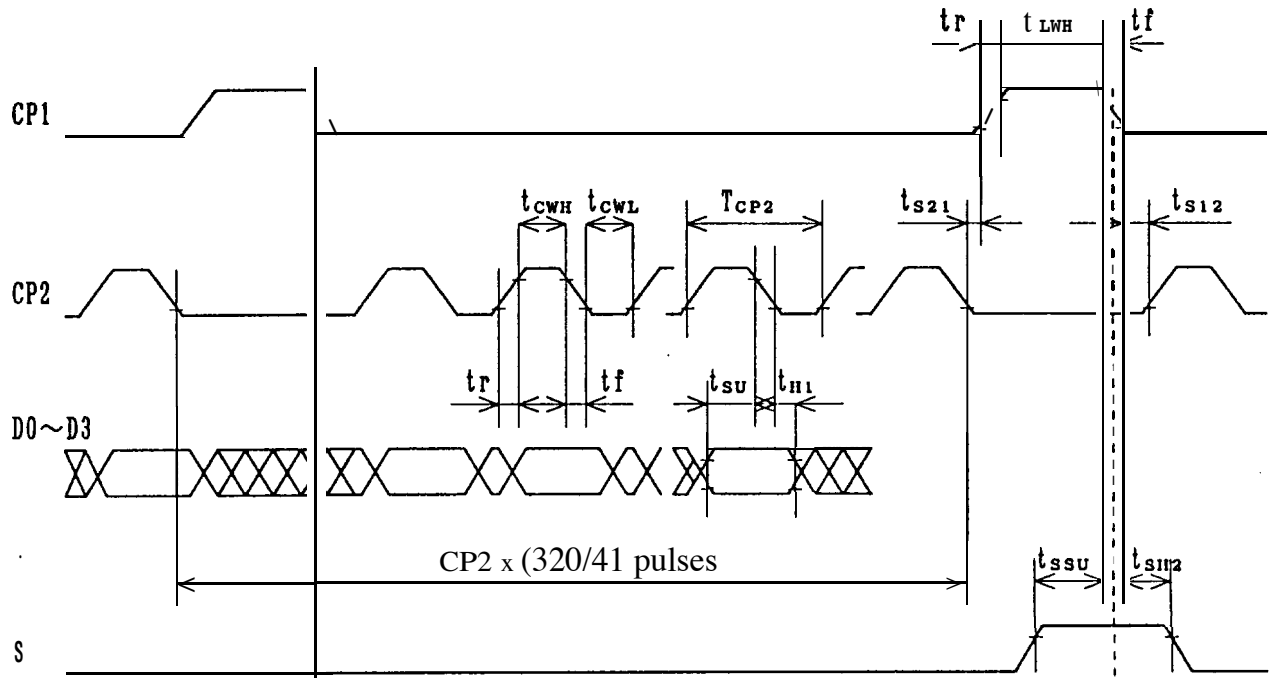 tr t LWH tf
CP1
tCWH tCWL TCP2 tS21 tS12
CP2
tr tf tSU tH1
D0～D3
CP2 x (320/41 pulses
tSSU tSH2
S